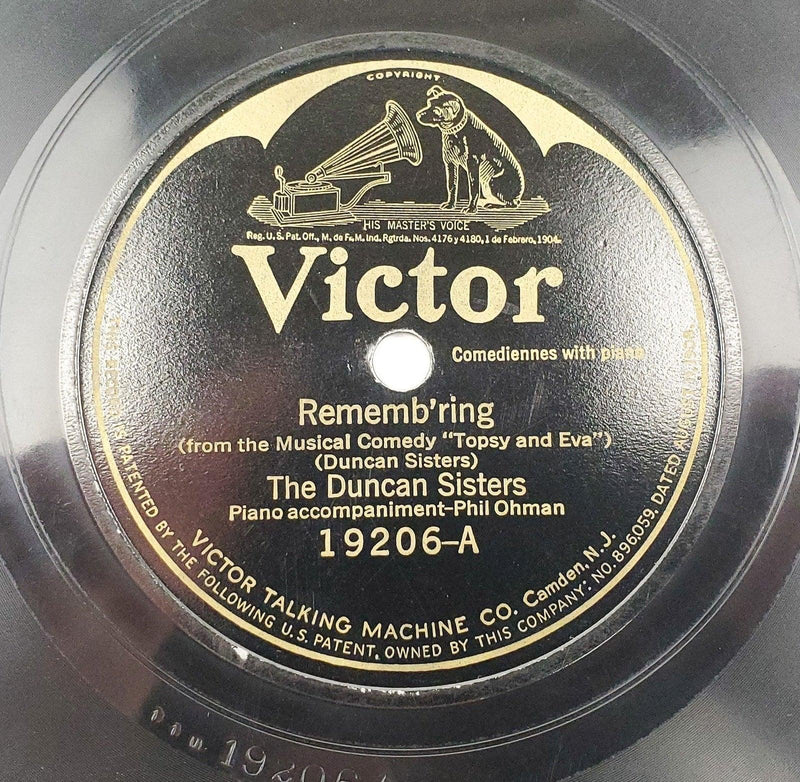 COPYRIGHT
HIS MASTER'S VOICE
Reg. U.S. Pat. Off., M. de F., M. Ind. Rgtrda. Nos. 4176 y 4180, 1 de Febrero, 1904.
Victor
Comediennes with piano
Rememb'ring
(from the Musical Comedy "Topsy and Eva")
(Duncan Sisters)
The Duncan Sisters
Piano accompaniment-Phil Ohman
19206-A
VICTOR TALKING MACHINE CO. Camden, N.J.
IS PATENTED BY THE FOLLOWING U.S. PATENT, OWNED BY THIS COMPANY: NO. 896,059, DATED AUGUST
19206